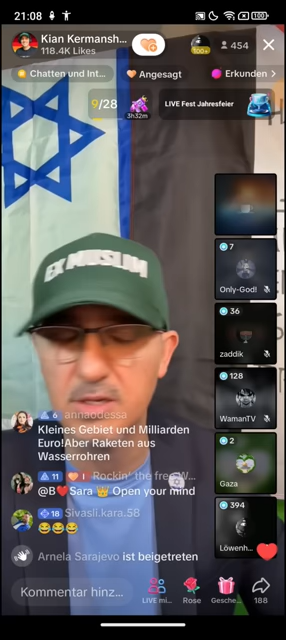 21:08
100
Kian Kermansh...
118.4K Likes
100+
454
Chatten und Int...
Angesagt
Erkunden
9/28
3h32m
LIVE Fest Jahresfeier
EX MUSLIM
7
Only-God!
36
zaddik
128
WamanTV
2
Gaza
394
Löwenh...
6 annaodessa
Kleines Gebiet und Milliarden
Euro!Aber Raketen aus
Wasserrohren
11 I Rockin' the free W...
@B❤️Sara 👑 Open your mind
18 Sivasli.kara.58
😂😂😂
Arnela Sarajevo ist beigetreten
Kommentar hinz...
LIVE mi...
Rose
Gesche...
188